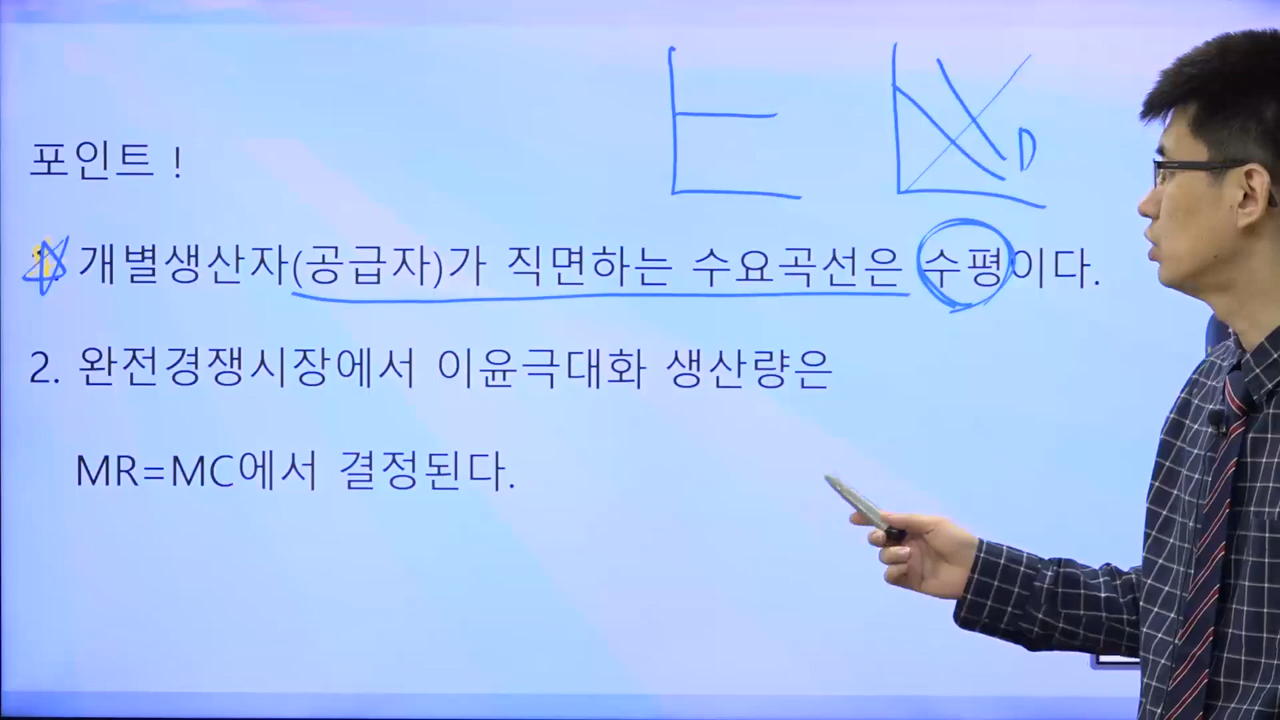 포인트 !
D
개별생산자(공급자)가 직면하는 수요곡선은 수평이다.
2. 완전경쟁시장에서 이윤극대화 생산량은
MR=MC에서 결정된다.